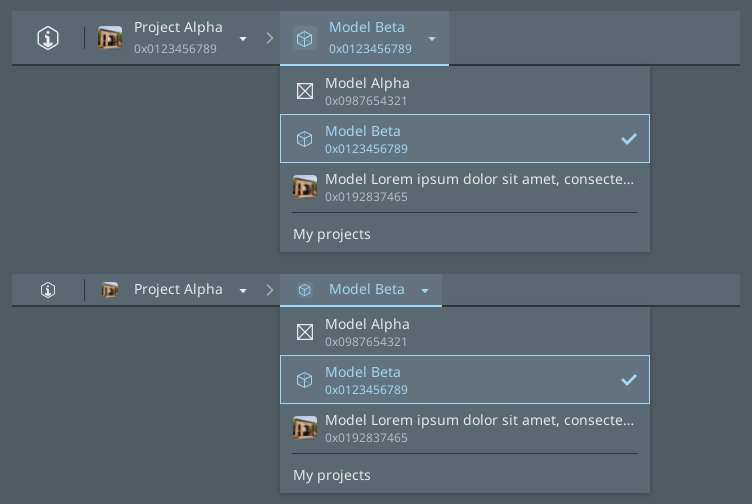 Project Alpha
0x0123456789
Model Beta
0x0123456789
Model Alpha
0x0987654321
Model Beta
0x0123456789
Model Lorem ipsum dolor sit amet, consecte...
0x0192837465
My projects
Project Alpha
Model Beta
Model Alpha
0x0987654321
Model Beta
0x0123456789
Model Lorem ipsum dolor sit amet, consecte...
0x0192837465
My projects